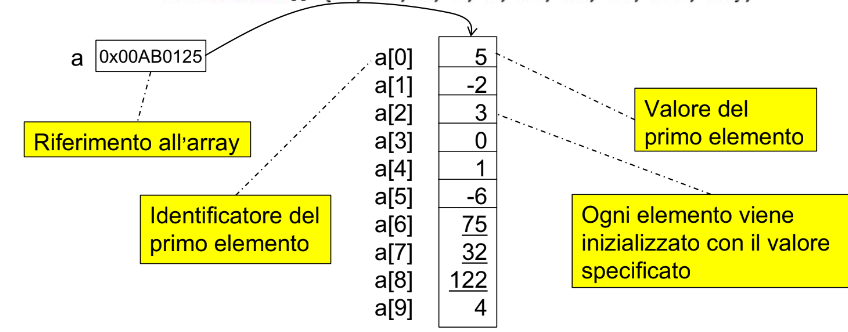 a 0x00AB0125
a[0] 5
a[1] -2
a[2] 3
a[3] 0
a[4] 1
a[5] -6
a[6] 75
a[7] 32
a[8] 122
a[9] 4
Riferimento all'array
Identificatore del
primo elemento
Valore del
primo elemento
Ogni elemento viene
inizializzato con il valore
specificato